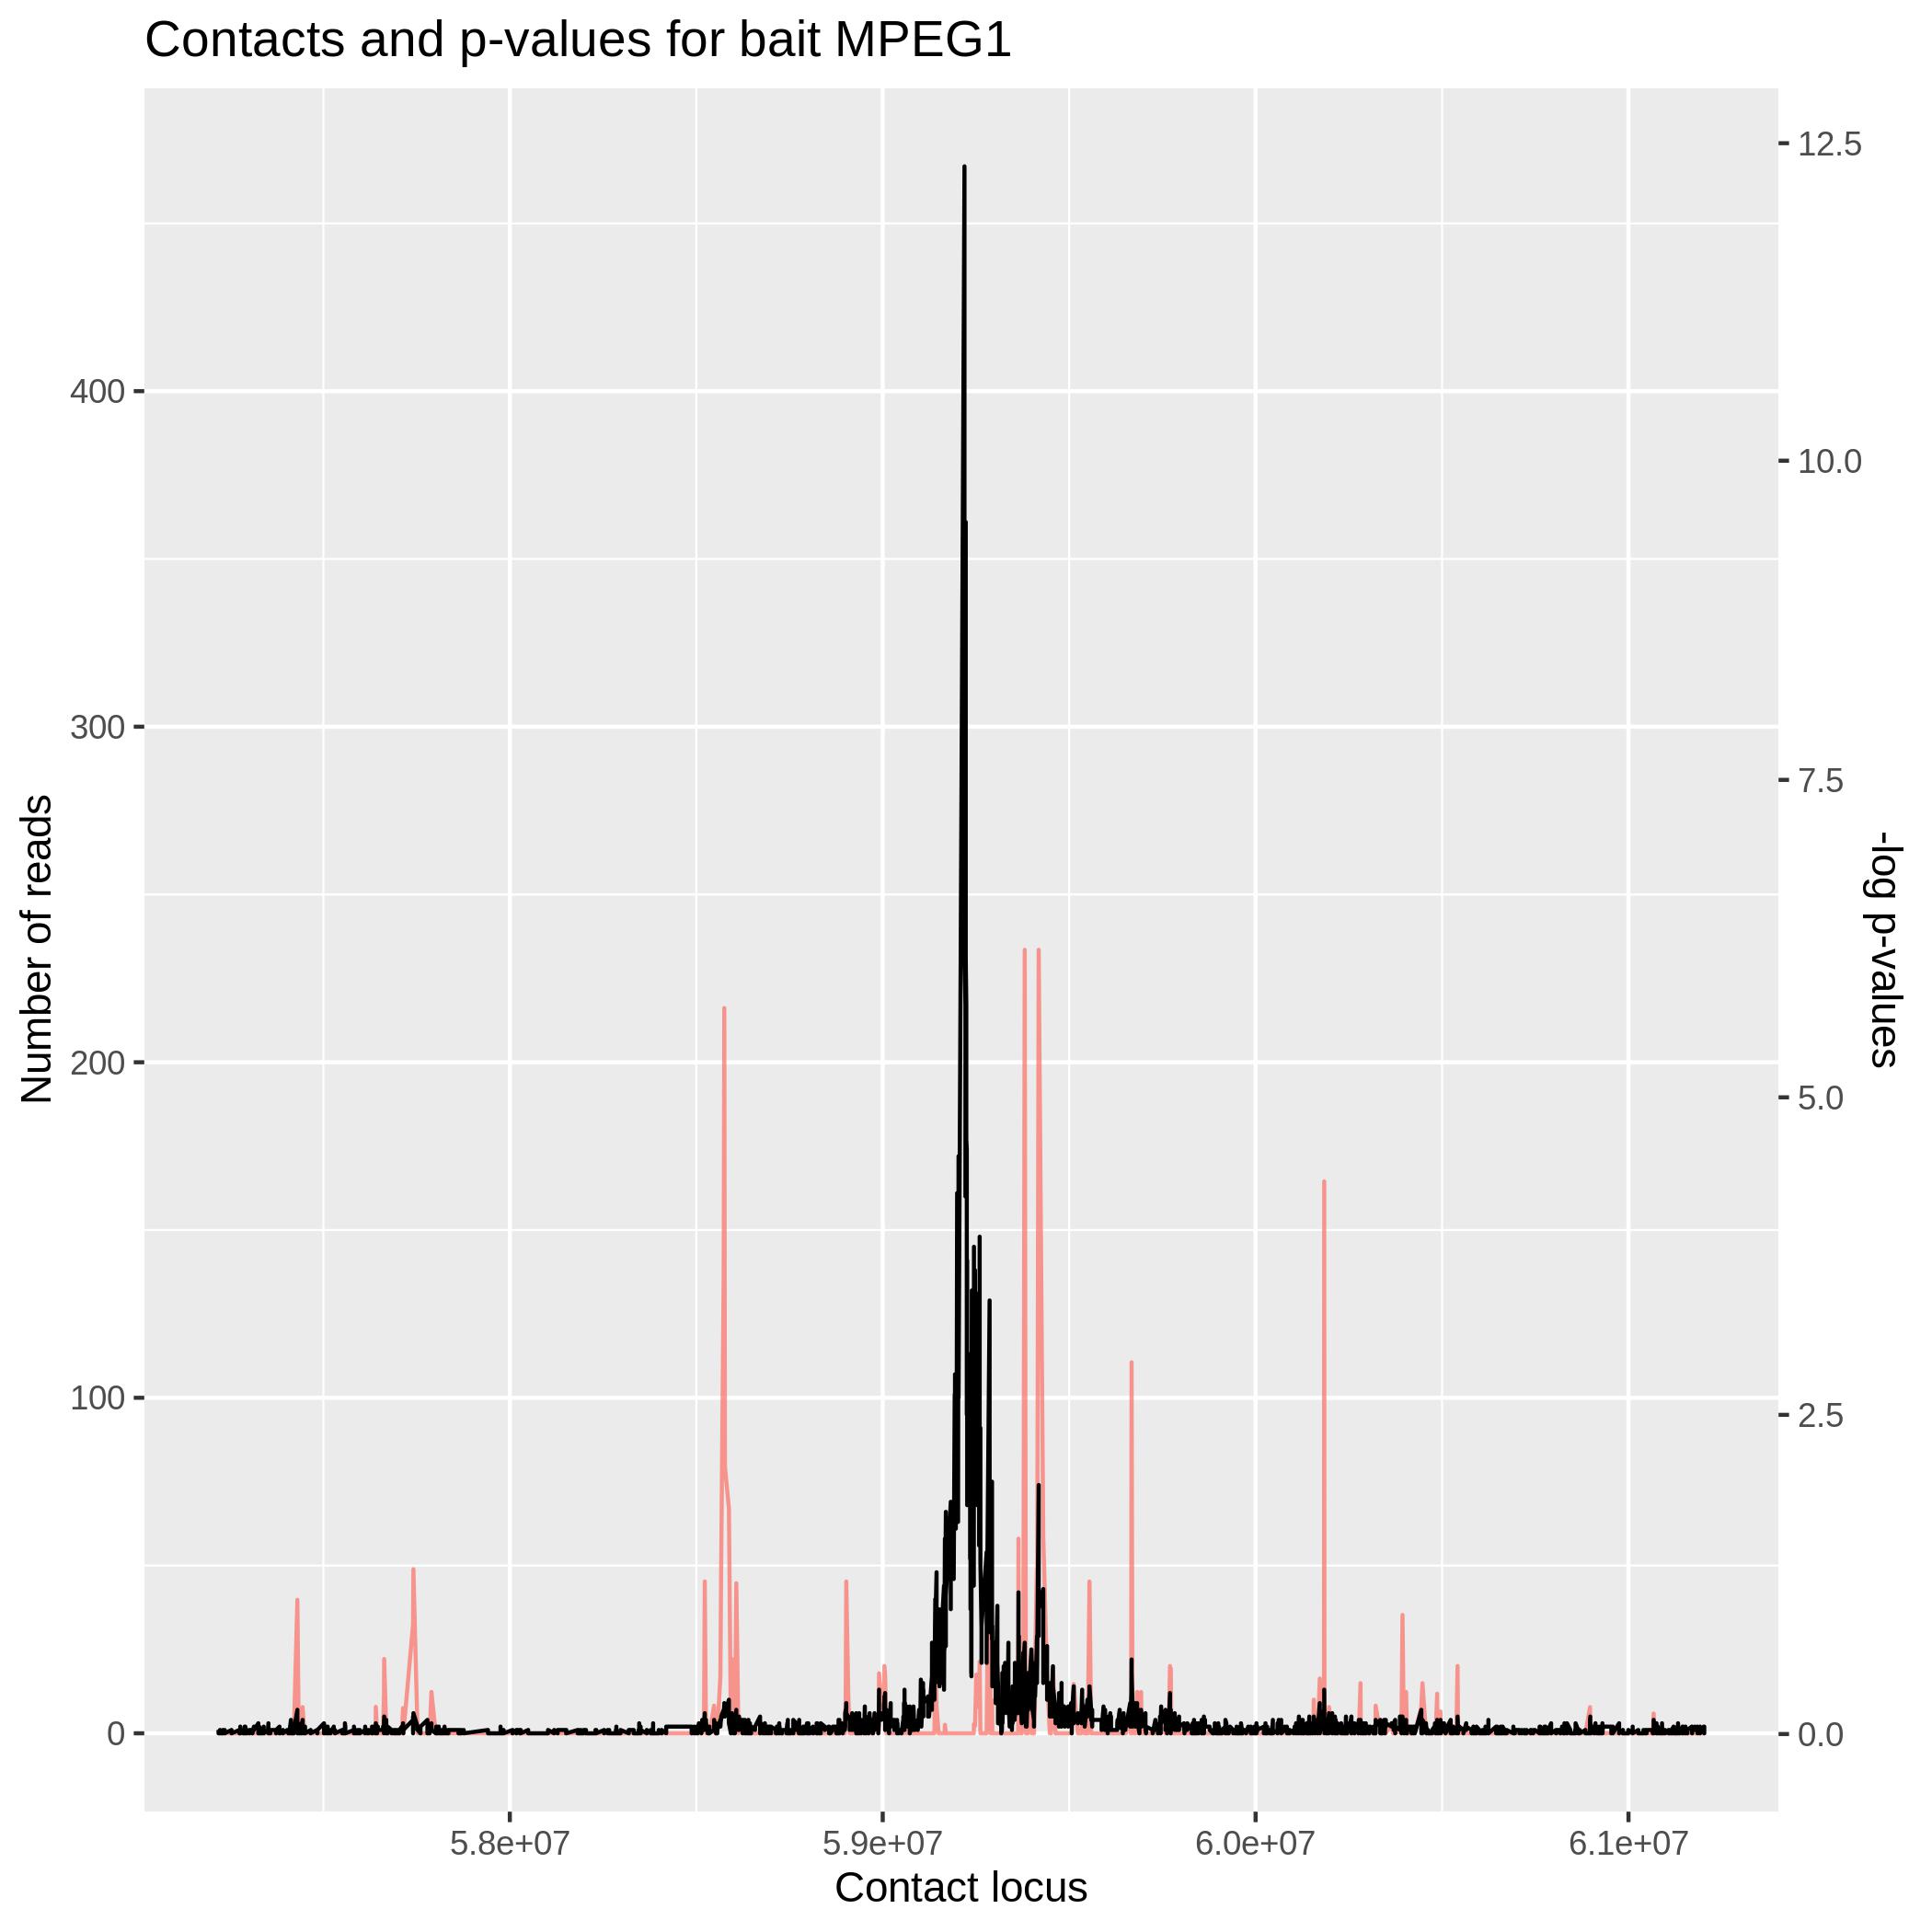 Contacts and p-values for bait MPEG1
Number of reads
400
300
200
100
0
12.5
10.0
7.5
5.0
2.5
0.0
-log p-values
5.8e+07
5.9e+07
6.0e+07
6.1e+07
Contact locus